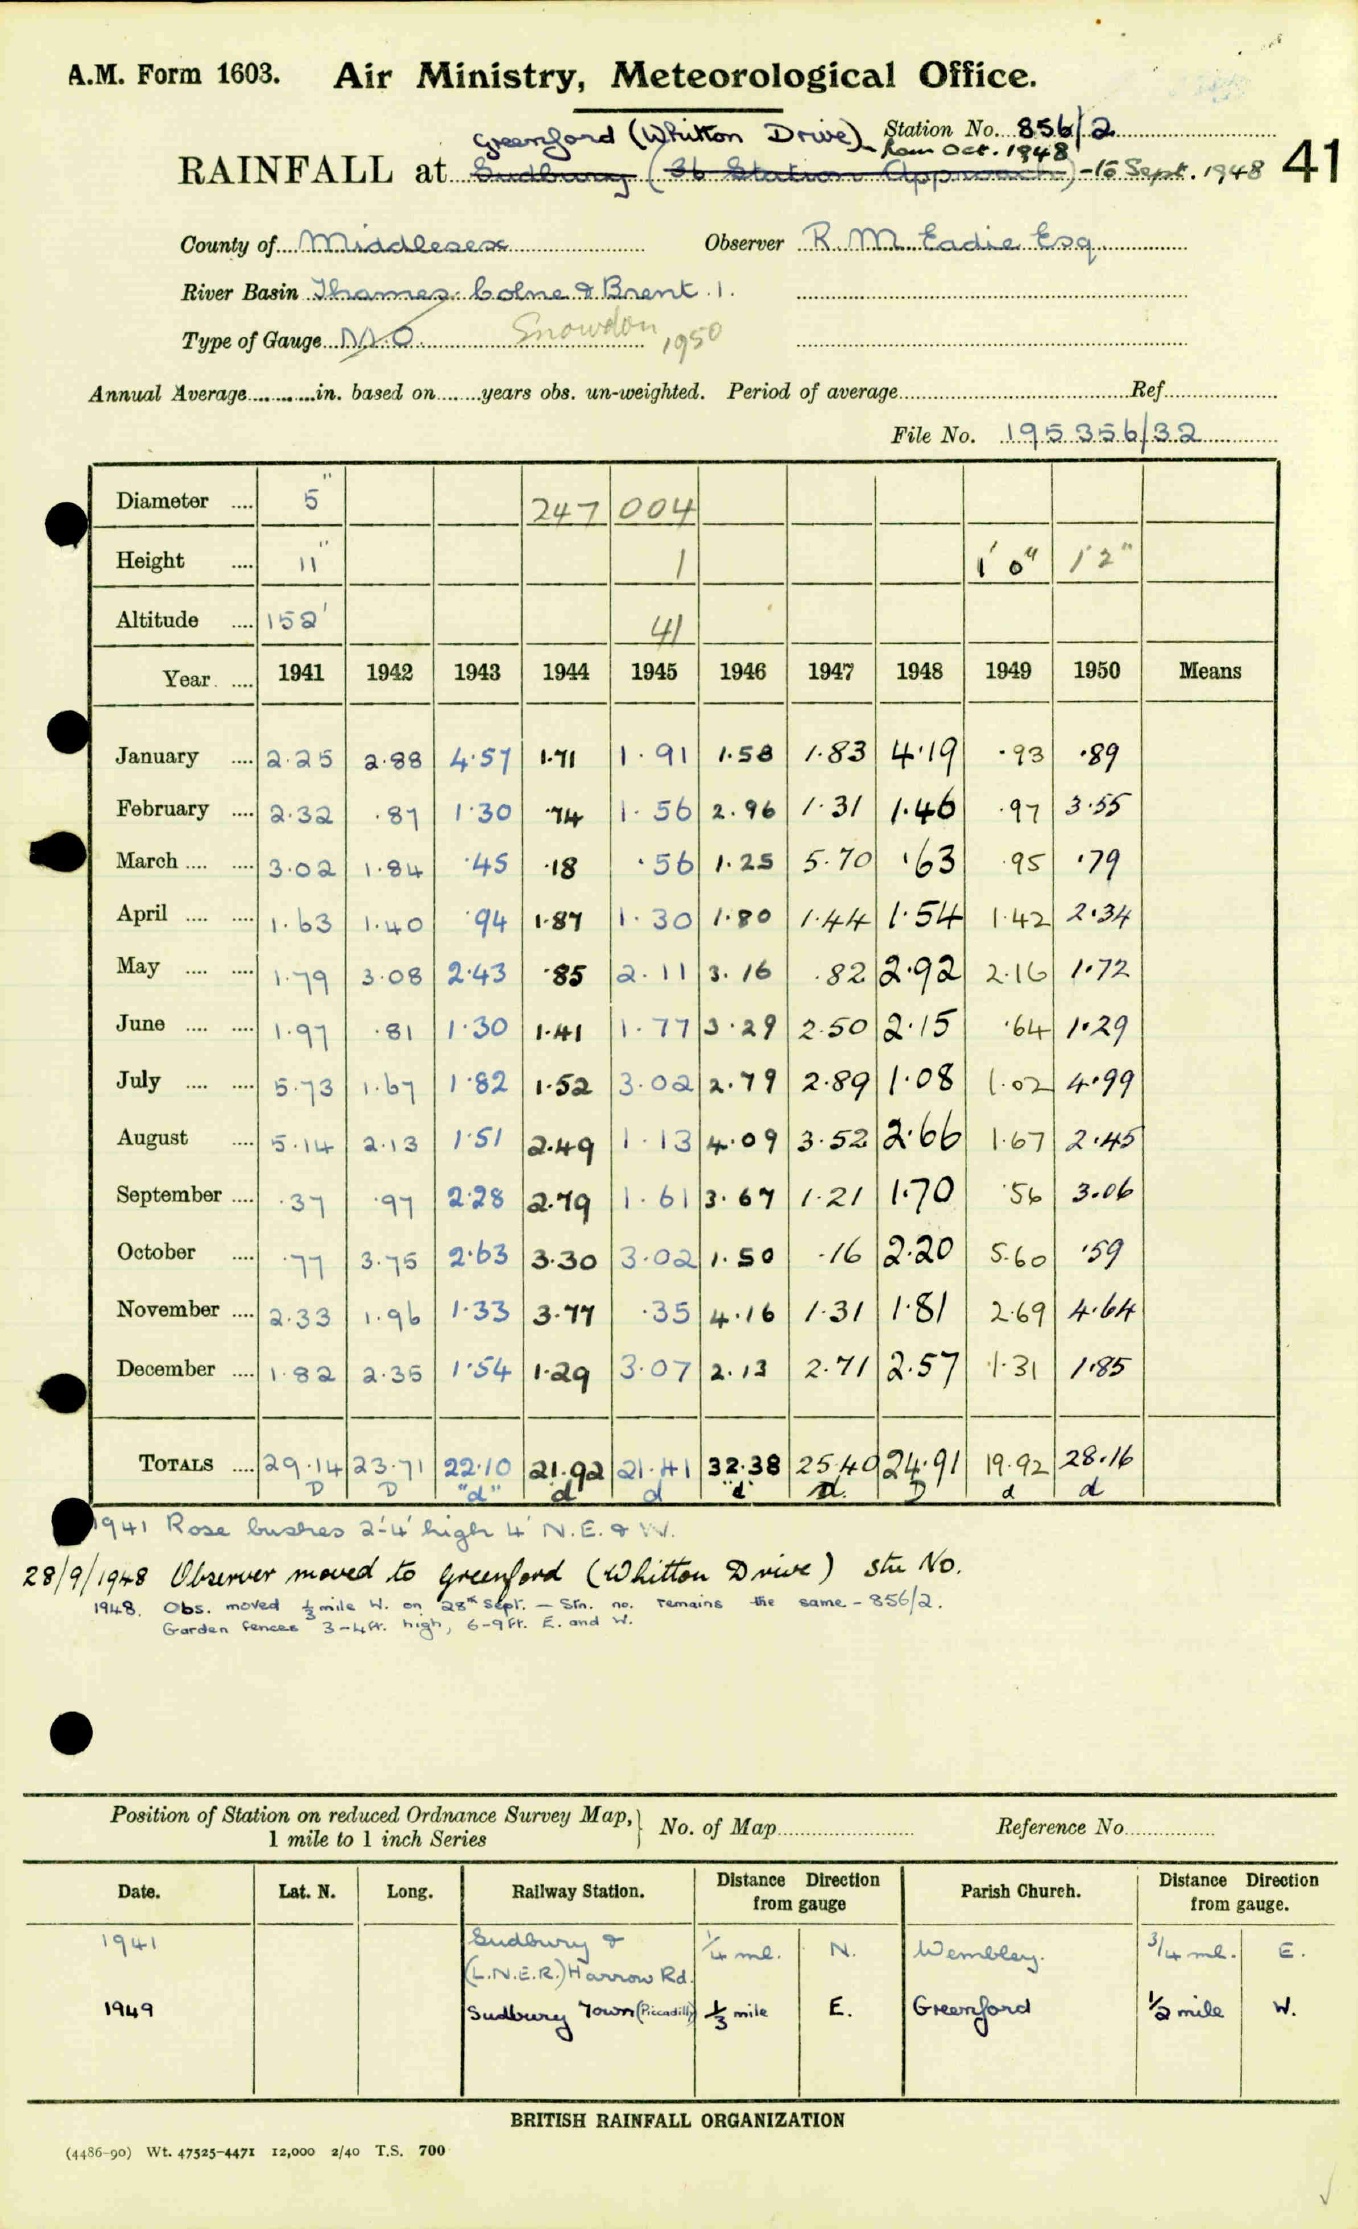 A.M. Form 1603. Air Ministry, Meteorological Office.
Greenford (Whitton Drive) Station No. 856/2
from Oct. 1948
RAINFALL at Sudbury (36 Station Approach) -16 Sept. 1948 41
County of Middlesex Observer R M Eadie Esq
River Basin Thames. Colne & Brent. 1.
Type of Gauge M O Snowdon 1950
Annual Average in. based on years obs. un-weighted. Period of average Ref
File No. 195356/32
Diameter 5" 247 004
Height 11" 1 1' 0" 1' 2"
Altitude 152' 41
Year 1941 1942 1943 1944 1945 1946 1947 1948 1949 1950 Means
January 2.25 2.88 4.57 1.71 1.91 1.58 1.83 4.19 .93 .89
February 2.32 .87 1.30 .74 1.56 2.96 1.31 1.46 .97 3.55
March 3.02 1.84 .45 .18 .56 1.25 5.70 .63 .95 .79
April 1.63 1.40 .94 1.87 1.30 1.80 1.44 1.54 1.42 2.34
May 1.79 3.08 2.43 .85 2.11 3.16 .82 2.92 2.16 1.72
June 1.97 .81 1.30 1.41 1.77 3.29 2.50 2.15 .64 1.29
July 5.73 1.67 1.82 1.52 3.02 2.79 2.89 1.08 1.02 4.99
August 5.14 2.13 1.51 2.49 1.13 4.09 3.52 2.66 1.67 2.45
September .37 .97 2.28 2.79 1.61 3.67 1.21 1.70 .56 3.06
October .77 3.75 2.63 3.30 3.02 1.50 .16 2.20 5.60 .59
November 2.33 1.96 1.33 3.77 .35 4.16 1.31 1.81 2.69 4.64
December 1.82 2.35 1.54 1.29 3.07 2.13 2.71 2.57 1.31 1.85
TOTALS 29.14 23.71 22.10 21.92 21.41 32.38 25.40 24.91 19.92 28.16
D D "d" d d "d" D. D d d
1941 Rose bushes 2'-4' high 4' N.E. & W.
28/9/1948 Observer moved to Greenford (Whitton Drive) Stn No.
1948. Obs. moved 1/3 mile W. on 28th Sept. – Stn. no. remains the same – 856/2.
Garden fences 3-4ft. high, 6-9ft. E. and W.
Position of Station on reduced Ordnance Survey Map, 1 mile to 1 inch Series } No. of Map Reference No
Date. Lat. N. Long. Railway Station. Distance Direction from gauge Parish Church. Distance Direction from gauge.
1941 Sudbury & (L.N.E.R.) Harrow Rd. 1/4 ml. N. Wembley. 3/4 ml. E.
1949 Sudbury Town (Piccadilly) 1/3 mile E. Greenford 1/2 mile W.
BRITISH RAINFALL ORGANIZATION
(4486-90) Wt. 47525-4471 12,000 2/40 T.S. 700